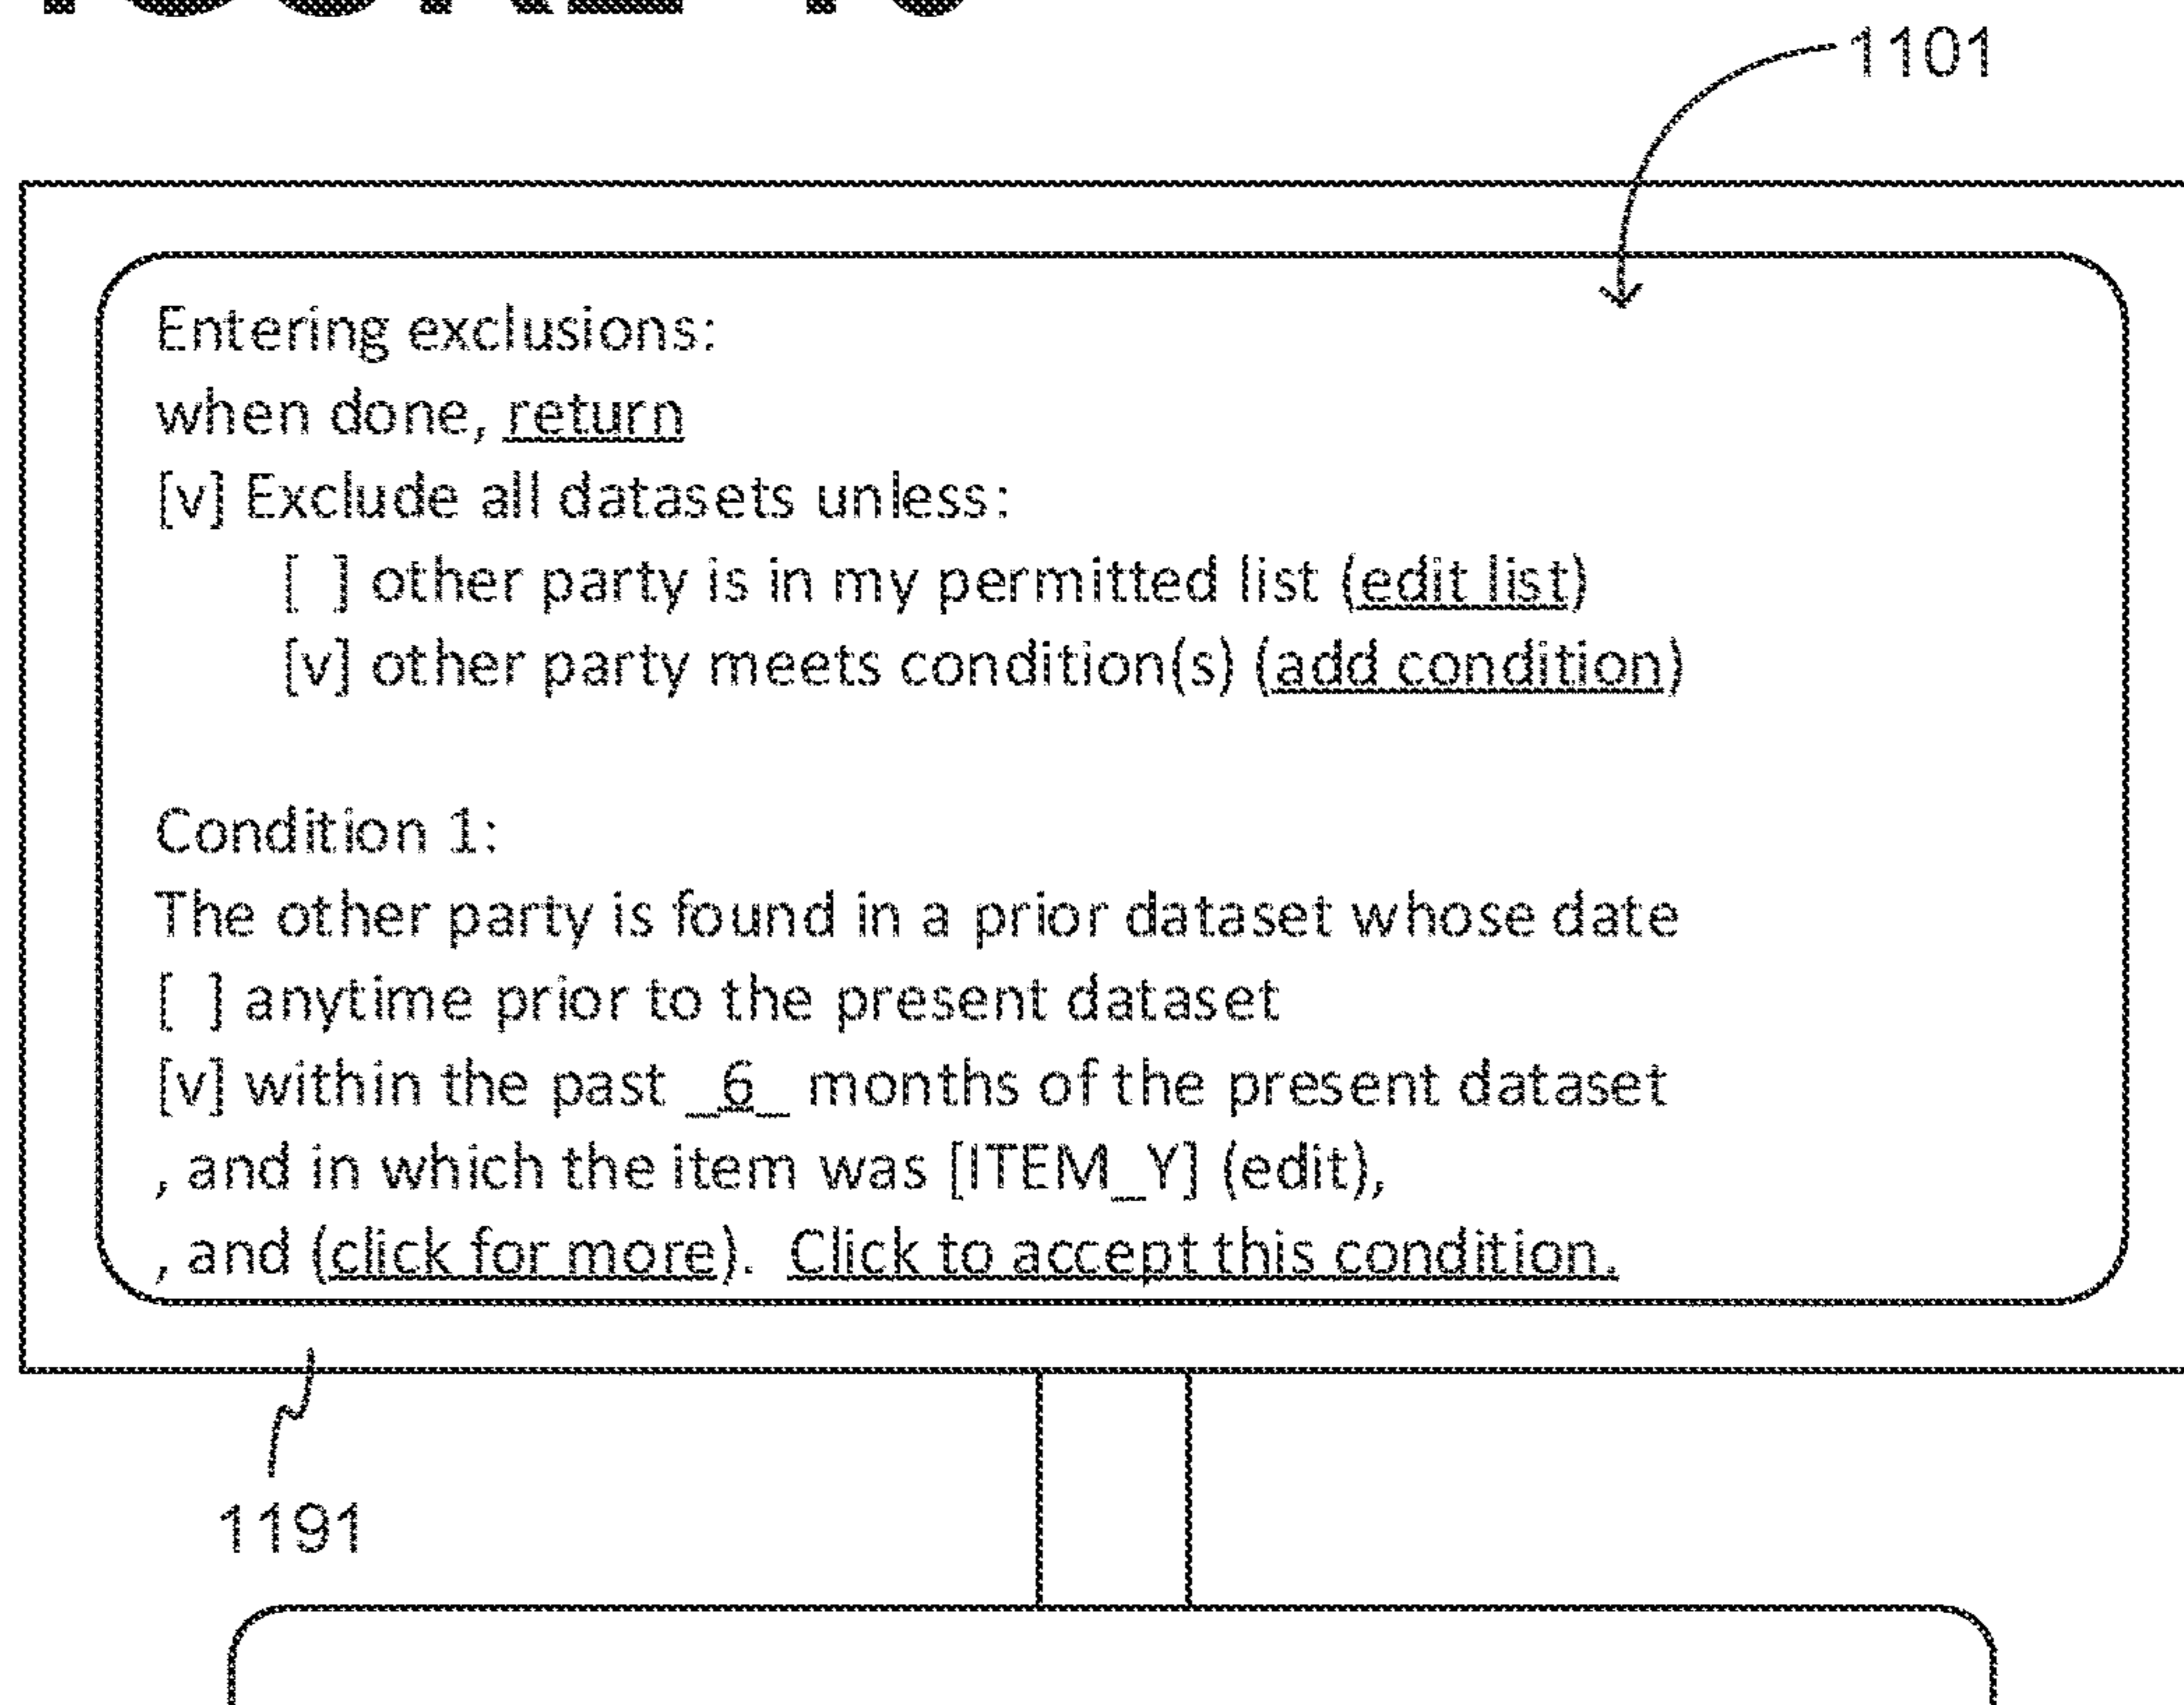 1101
Entering exclusions:
when done, return
[v] Exclude all datasets unless:
[ ] other party is in my permitted list (edit list)
[v] other party meets condition(s) (add condition)
Condition 1:
The other party is found in a prior dataset whose date
[ ] anytime prior to the present dataset
[v] within the past _6_ months of the present dataset
, and in which the item was [ITEM_Y] (edit),
, and (click for more). Click to accept this condition.
1191